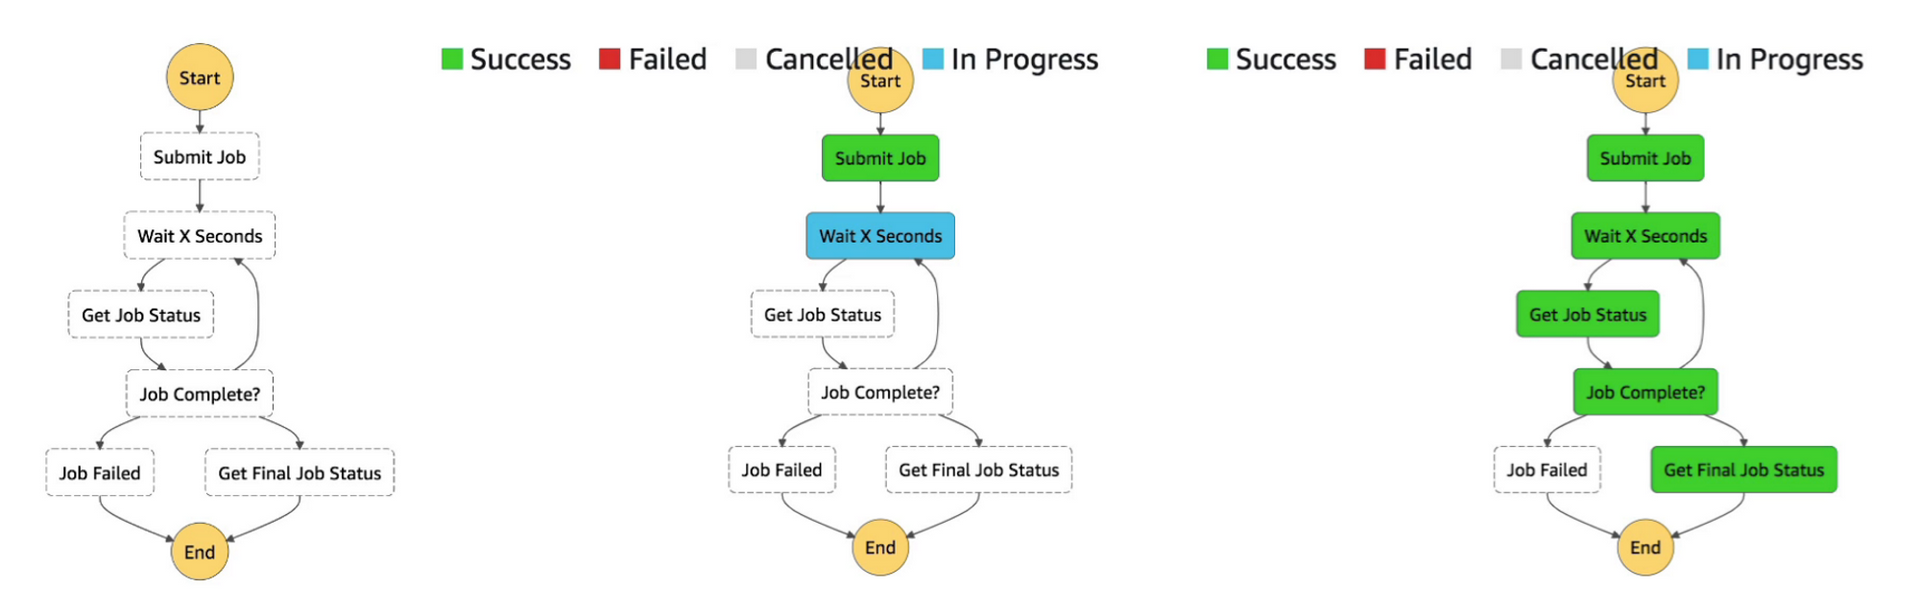 Start
Submit Job
Wait X Seconds
Get Job Status
Job Complete?
Job Failed
Get Final Job Status
End
Success
Failed
Cancelled
In Progress
Start
Submit Job
Wait X Seconds
Get Job Status
Job Complete?
Job Failed
Get Final Job Status
End
Success
Failed
Cancelled
In Progress
Start
Submit Job
Wait X Seconds
Get Job Status
Job Complete?
Job Failed
Get Final Job Status
End